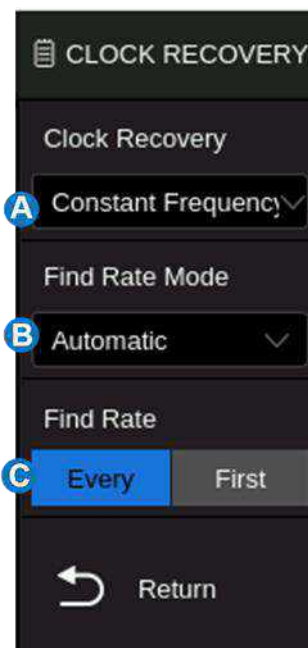 CLOCK RECOVERY
Clock Recovery
A Constant Frequency
Find Rate Mode
B Automatic
Find Rate
C Every First
Return